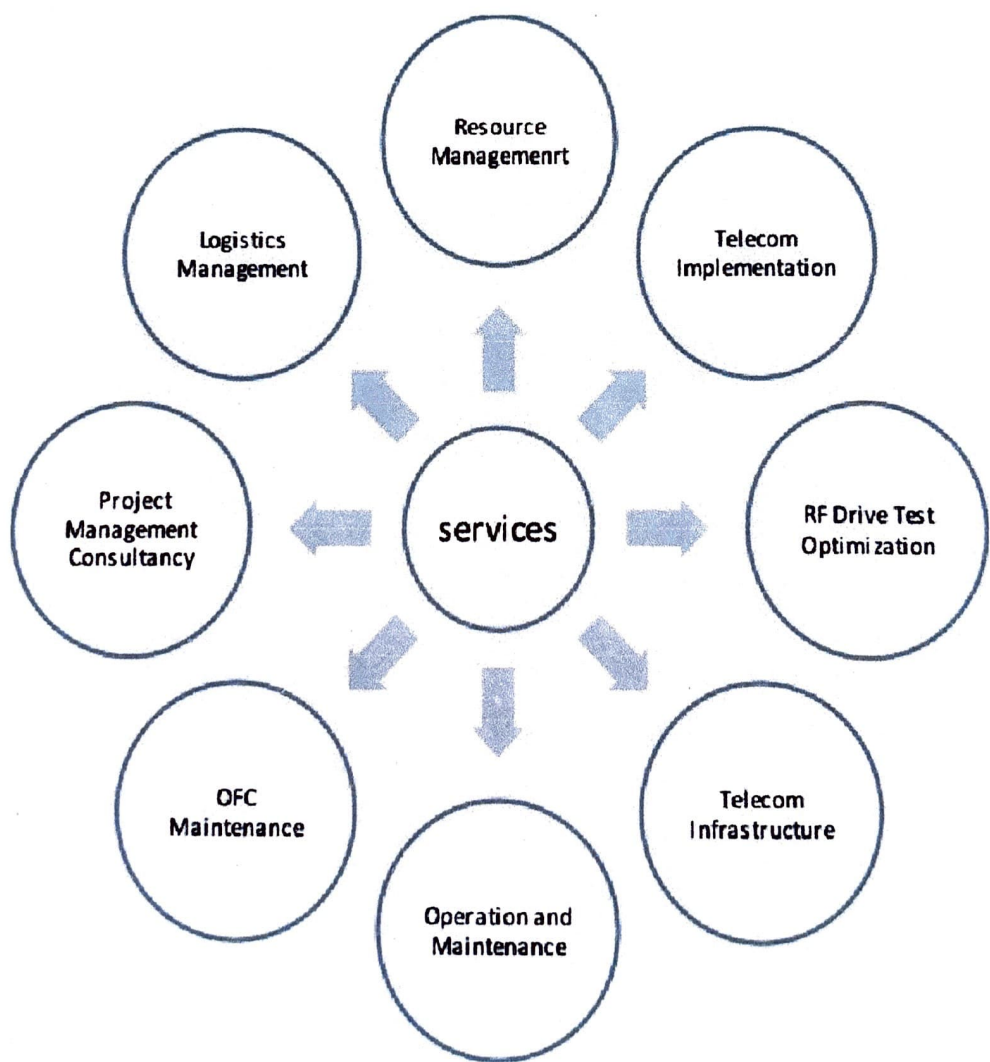 Resource
Managemenrt
Logistics
Management
Telecom
Implementation
Project
Management
Consultancy
services
RF Drive Test
Optimization
OFC
Maintenance
Telecom
Infrastructure
Operation and
Maintenance